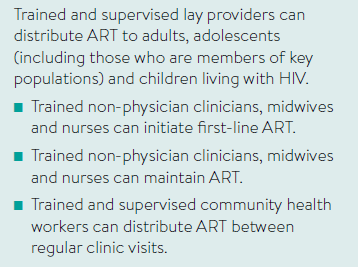 Trained and supervised lay providers can
distribute ART to adults, adolescents
(including those who are members of key
populations) and children living with HIV.
■ Trained non-physician clinicians, midwives
and nurses can initiate first-line ART.
■ Trained non-physician clinicians, midwives
and nurses can maintain ART.
■ Trained and supervised community health
workers can distribute ART between
regular clinic visits.